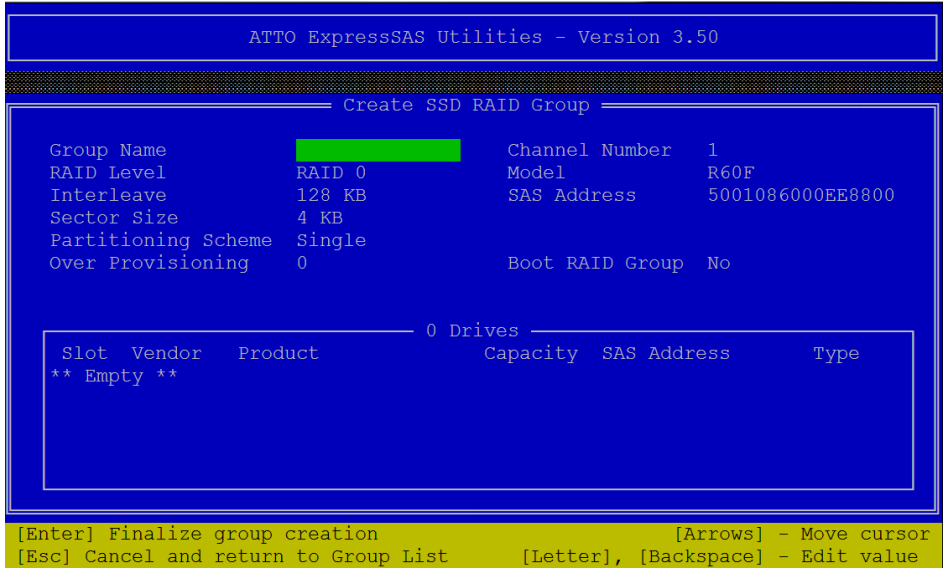 ATTO ExpressSAS Utilities - Version 3.50
Create SSD RAID Group
Group Name Channel Number 1
RAID Level RAID 0 Model R60F
Interleave 128 KB SAS Address 5001086000EE8800
Sector Size 4 KB
Partitioning Scheme Single
Over Provisioning 0 Boot RAID Group No
0 Drives
Slot Vendor Product Capacity SAS Address Type
** Empty **
[Enter] Finalize group creation [Arrows] - Move cursor
[Esc] Cancel and return to Group List [Letter], [Backspace] - Edit value